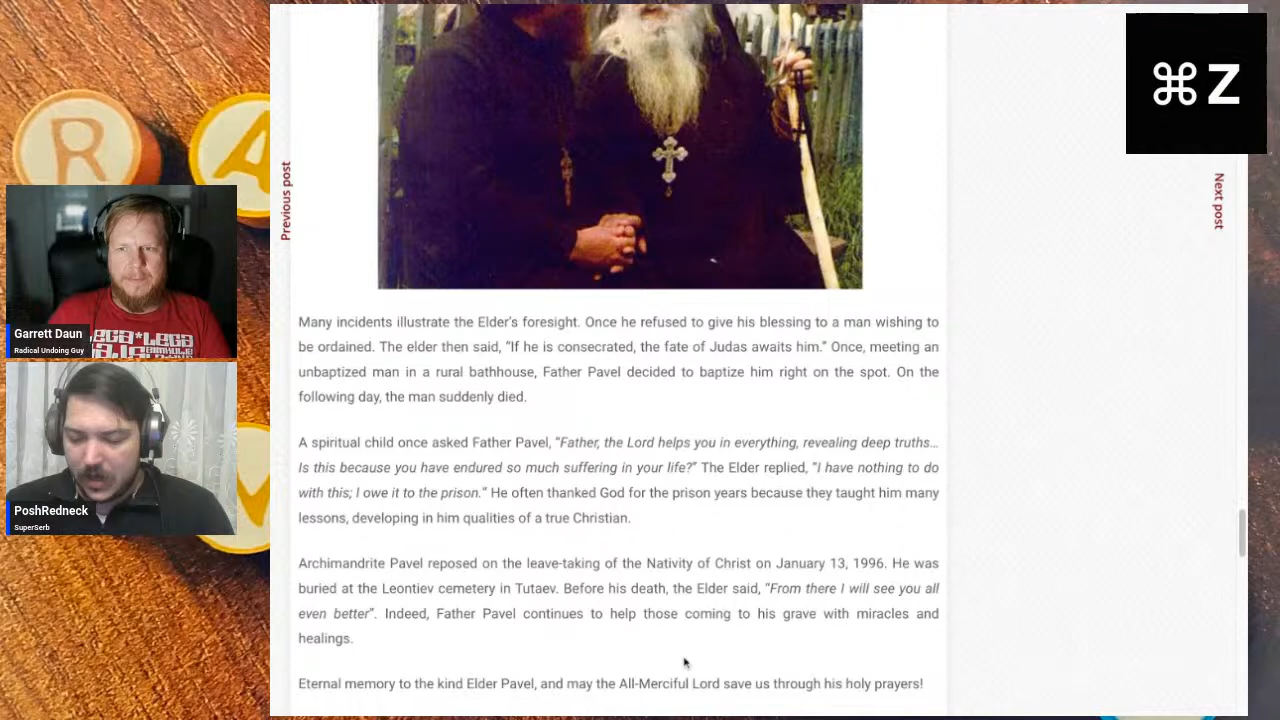 ⌘ Z
R A
Previous post
Next post
Garrett Daun
Radical Undoing Guy
PoshRedneck
SuperSerb
Many incidents illustrate the Elder's foresight. Once he refused to give his blessing to a man wishing to
be ordained. The elder then said, “If he is consecrated, the fate of Judas awaits him.” Once, meeting an
unbaptized man in a rural bathhouse, Father Pavel decided to baptize him right on the spot. On the
following day, the man suddenly died.
A spiritual child once asked Father Pavel, “Father, the Lord helps you in everything, revealing deep truths…
Is this because you have endured so much suffering in your life?” The Elder replied, “I have nothing to do
with this; I owe it to the prison.” He often thanked God for the prison years because they taught him many
lessons, developing in him qualities of a true Christian.
Archimandrite Pavel reposed on the leave-taking of the Nativity of Christ on January 13, 1996. He was
buried at the Leontiev cemetery in Tutaev. Before his death, the Elder said, “From there I will see you all
even better”. Indeed, Father Pavel continues to help those coming to his grave with miracles and
healings.
Eternal memory to the kind Elder Pavel, and may the All-Merciful Lord save us through his holy prayers!